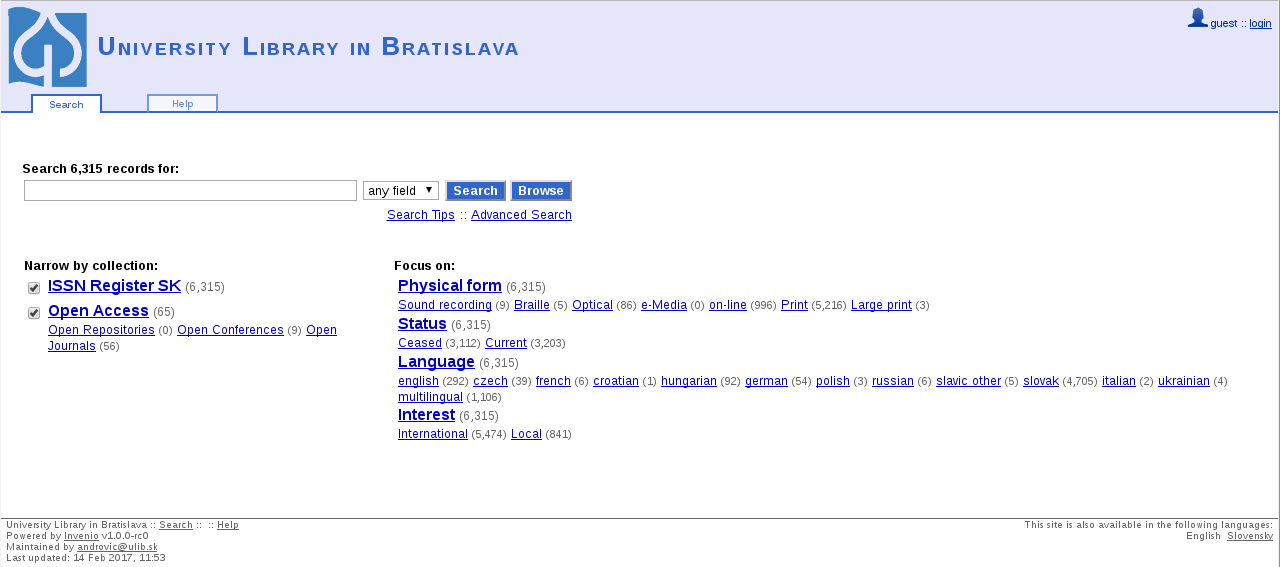 University Library in Bratislava
guest :: login
Search
Help
Search 6,315 records for:
any field
Search
Browse
Search Tips :: Advanced Search
Narrow by collection:
ISSN Register SK (6,315)
Open Access (65)
Open Repositories (0) Open Conferences (9) Open
Journals (56)
Focus on:
Physical form (6,315)
Sound recording (9) Braille (5) Optical (86) e-Media (0) on-line (996) Print (5,216) Large print (3)
Status (6,315)
Ceased (3,112) Current (3,203)
Language (6,315)
english (292) czech (39) french (6) croatian (1) hungarian (92) german (54) polish (3) russian (6) slavic other (5) slovak (4,705) italian (2) ukrainian (4)
multilingual (1,106)
Interest (6,315)
International (5,474) Local (841)
University Library in Bratislava :: Search :: :: Help
Powered by Invenio v1.0.0-rc0
Maintained by androvic@ulib.sk
Last updated: 14 Feb 2017, 11:53
This site is also available in the following languages:
English Slovensky